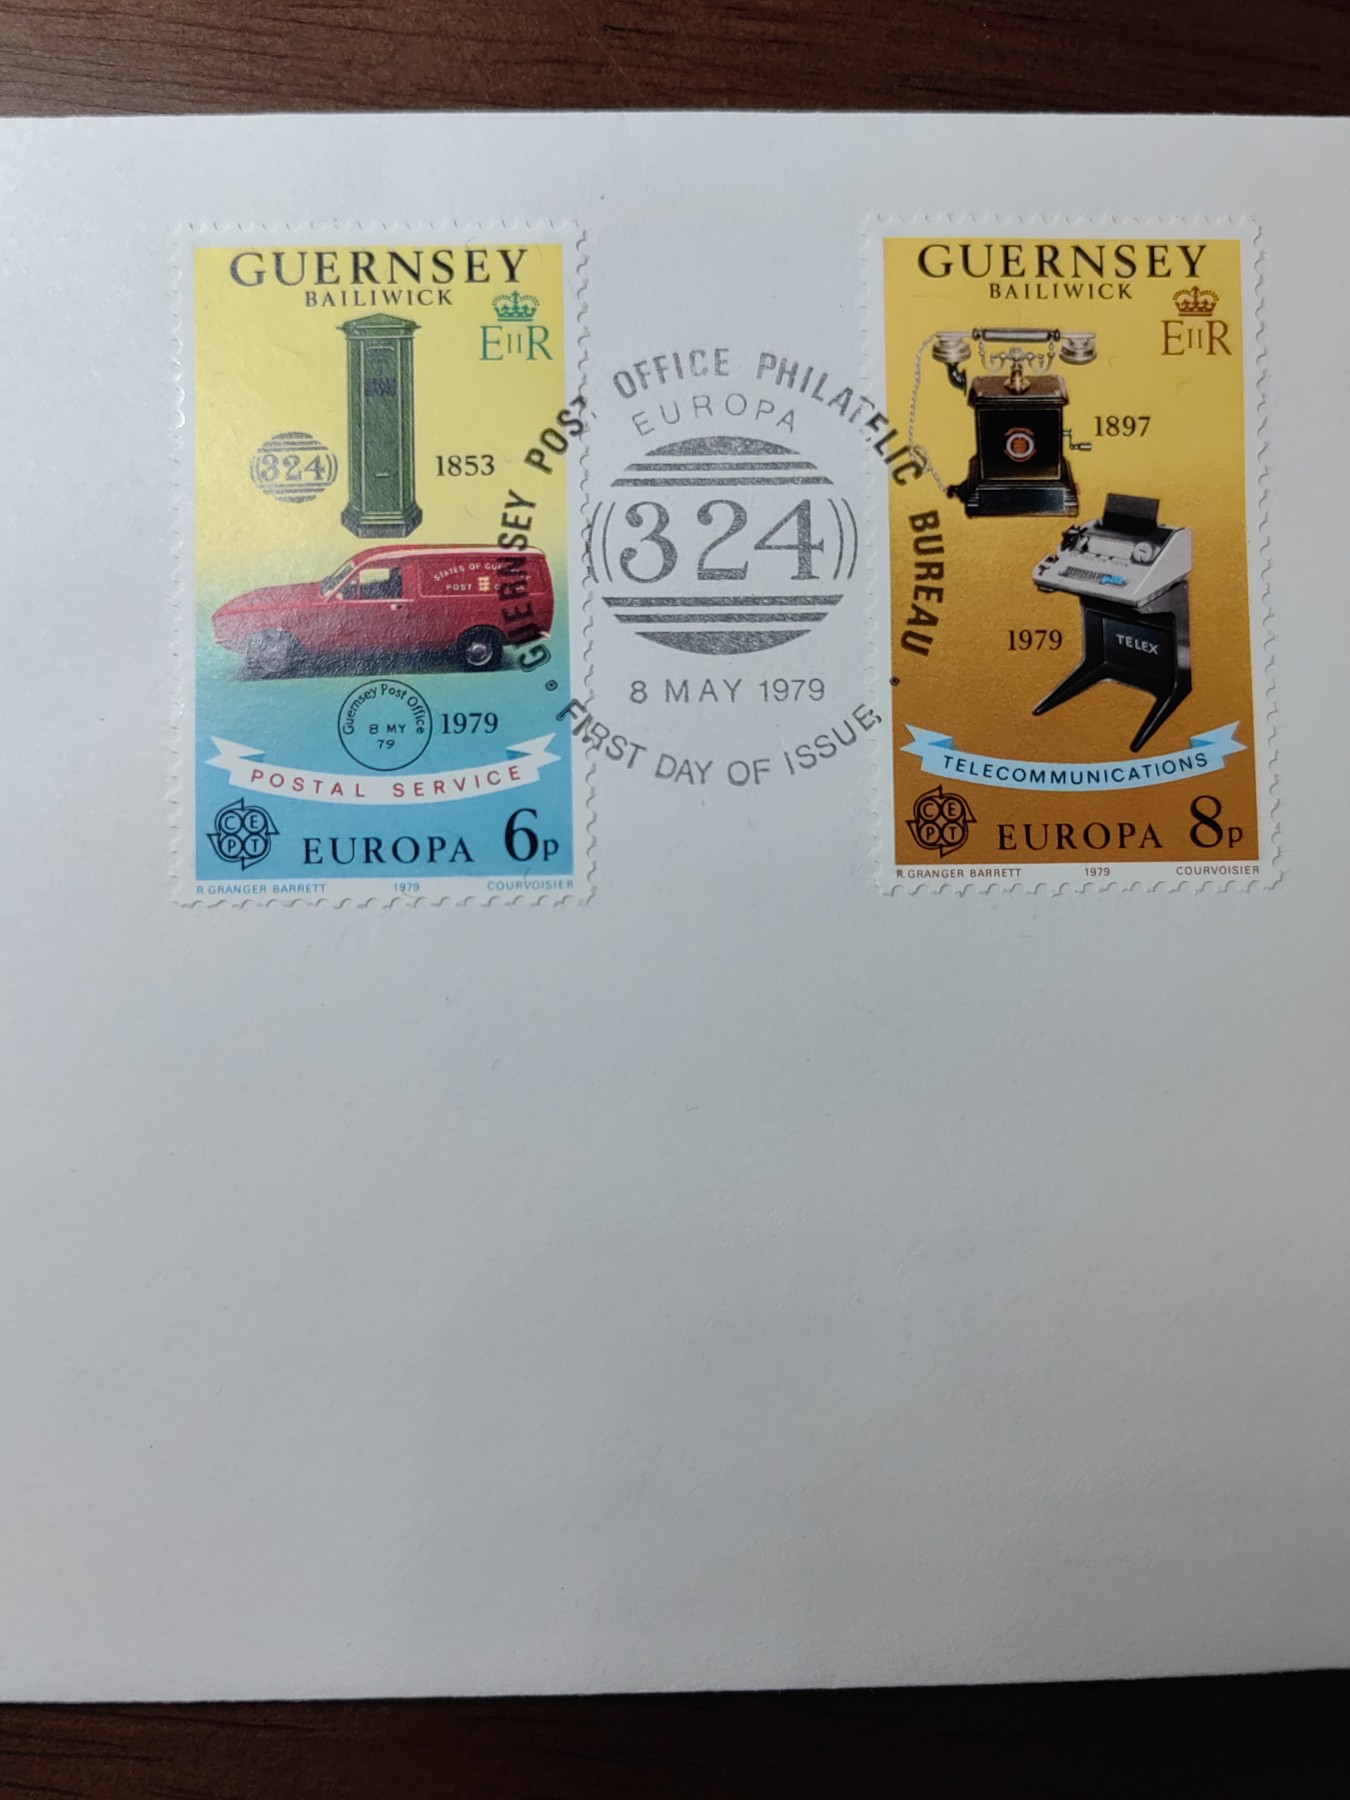 GUERNSEY
BAILIWICK
EIIR
324
1853
STATES OF GUE
POST
Guernsey Post Office
8 MY
79
1979
POSTAL SERVICE
CEPT
EUROPA 6p
R.GRANGER BARRETT 1979 COURVOISIER
GUERNSEY POST OFFICE PHILATELIC BUREAU
EUROPA
324
8 MAY 1979
FIRST DAY OF ISSUE
GUERNSEY
BAILIWICK
EIIR
1897
TELEX
1979
TELECOMMUNICATIONS
CEPT
EUROPA 8p
R.GRANGER BARRETT 1979 COURVOISIER